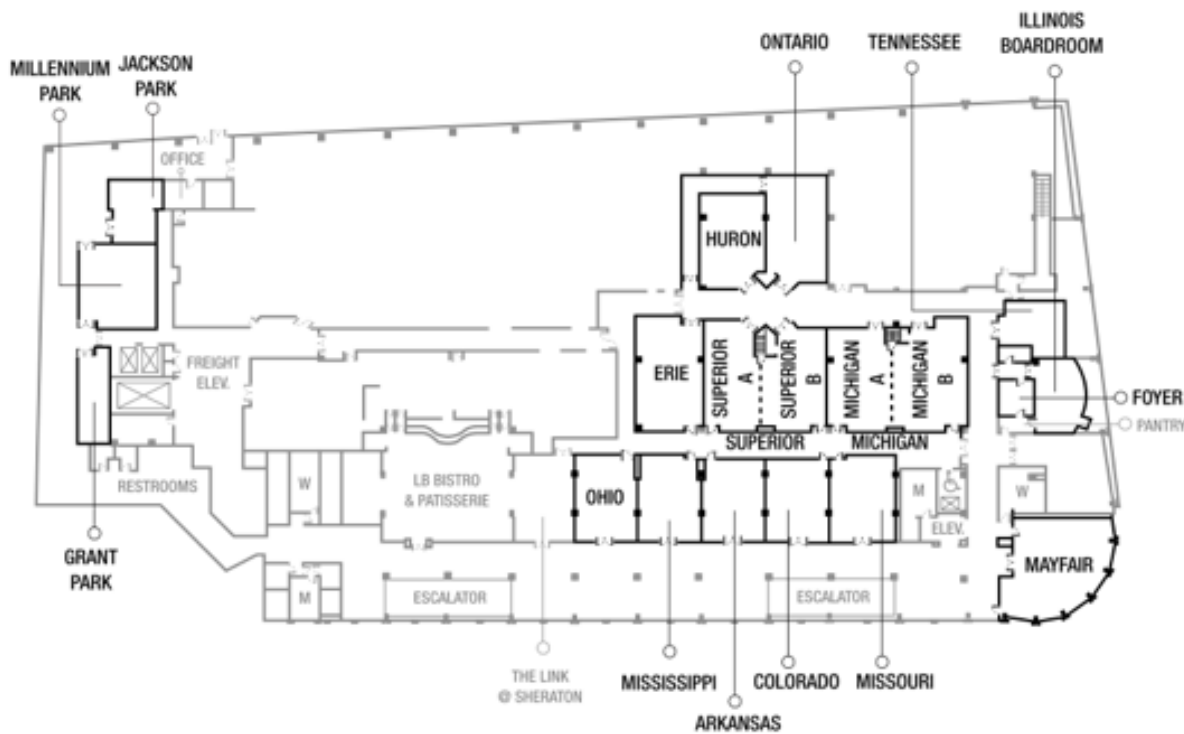 ILLINOIS
BOARDROOM
ONTARIO
TENNESSEE
MILLENNIUM
PARK
JACKSON
PARK
OFFICE
HURON
ERIE
SUPERIOR
A
SUPERIOR
B
MICHIGAN
A
MICHIGAN
B
FREIGHT
ELEV.
FOYER
PANTRY
SUPERIOR
MICHIGAN
RESTROOMS
W
LB BISTRO
& PATISSERIE
OHIO
M
ELEV.
W
GRANT
PARK
MAYFAIR
M
ESCALATOR
ESCALATOR
THE LINK
@ SHERATON
MISSISSIPPI
COLORADO
MISSOURI
ARKANSAS